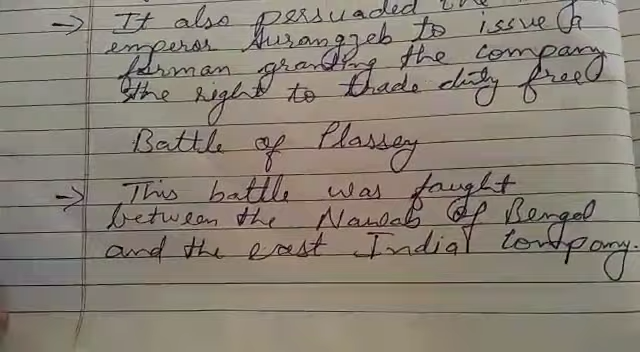 → It also persuaded the
emperor Aurangzeb to issue a
farman granting the company
the right to trade duty free
Battle of Plassey
→ This battle was faught
between the Nawab of Bengal
and the east India Company.